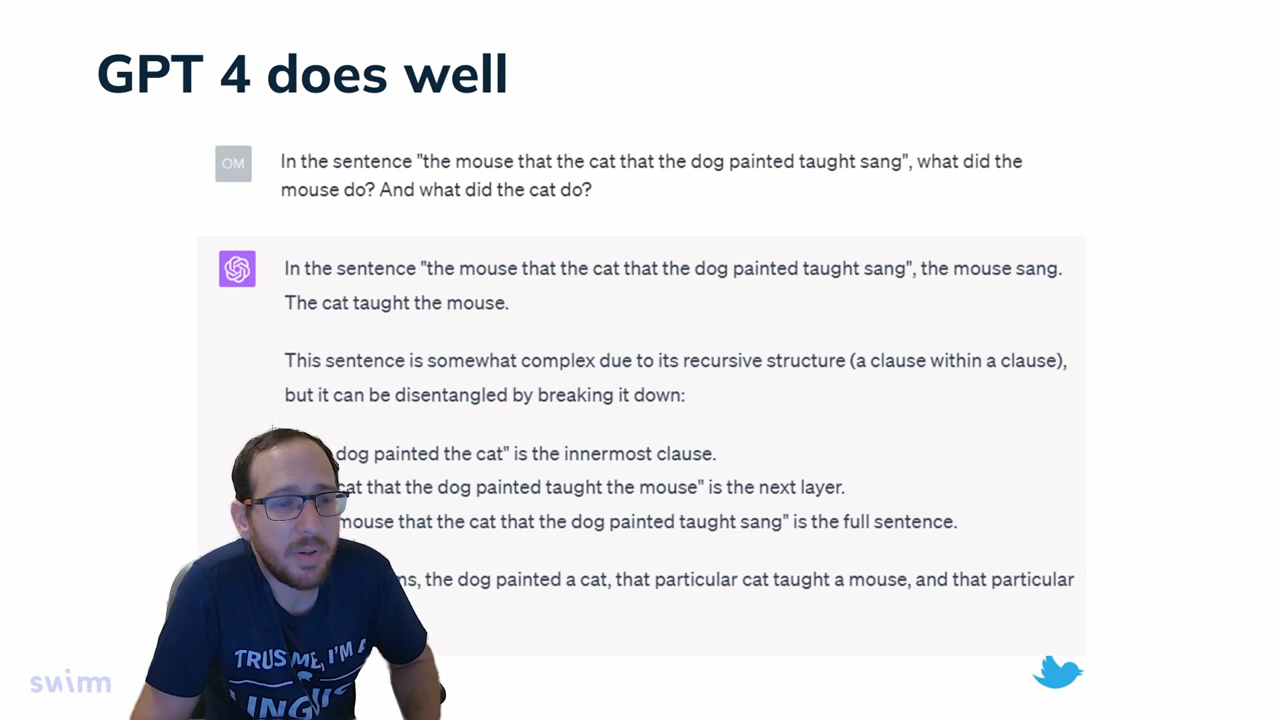 GPT 4 does well
OM
In the sentence "the mouse that the cat that the dog painted taught sang", what did the
mouse do? And what did the cat do?
In the sentence "the mouse that the cat that the dog painted taught sang", the mouse sang.
The cat taught the mouse.
This sentence is somewhat complex due to its recursive structure (a clause within a clause),
but it can be disentangled by breaking it down:
dog painted the cat" is the innermost clause.
that the dog painted taught the mouse" is the next layer.
mouse that the cat that the dog painted taught sang" is the full sentence.
the dog painted a cat, that particular cat taught a mouse, and that particular
TRUST ME, I'M A
swimm